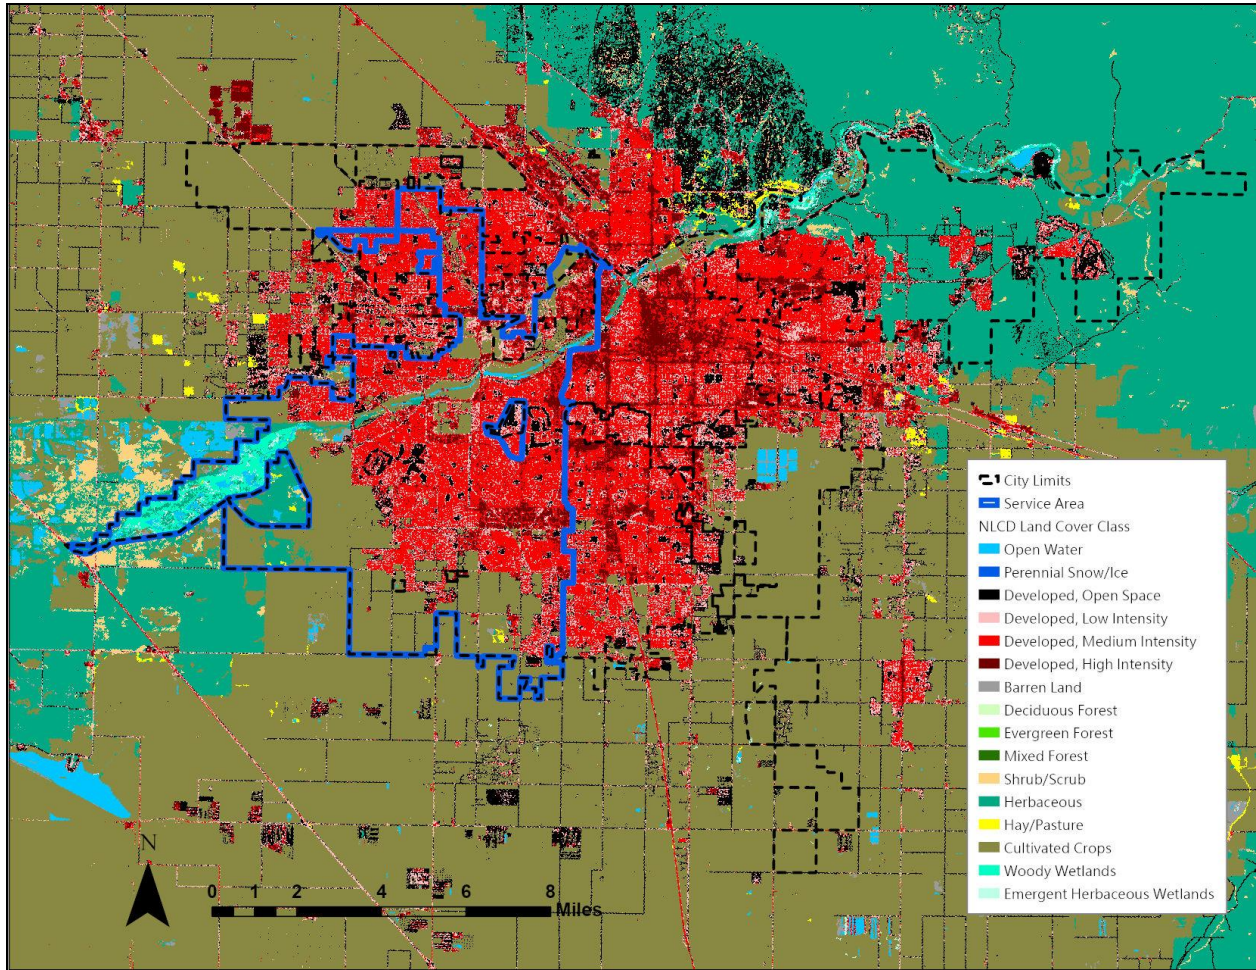 City Limits
Service Area
NLCD Land Cover Class
Open Water
Perennial Snow/Ice
Developed, Open Space
Developed, Low Intensity
Developed, Medium Intensity
Developed, High Intensity
Barren Land
Deciduous Forest
Evergreen Forest
Mixed Forest
Shrub/Scrub
Herbaceous
Hay/Pasture
Cultivated Crops
Woody Wetlands
Emergent Herbaceous Wetlands
N
0 1 2 4 6 8
Miles